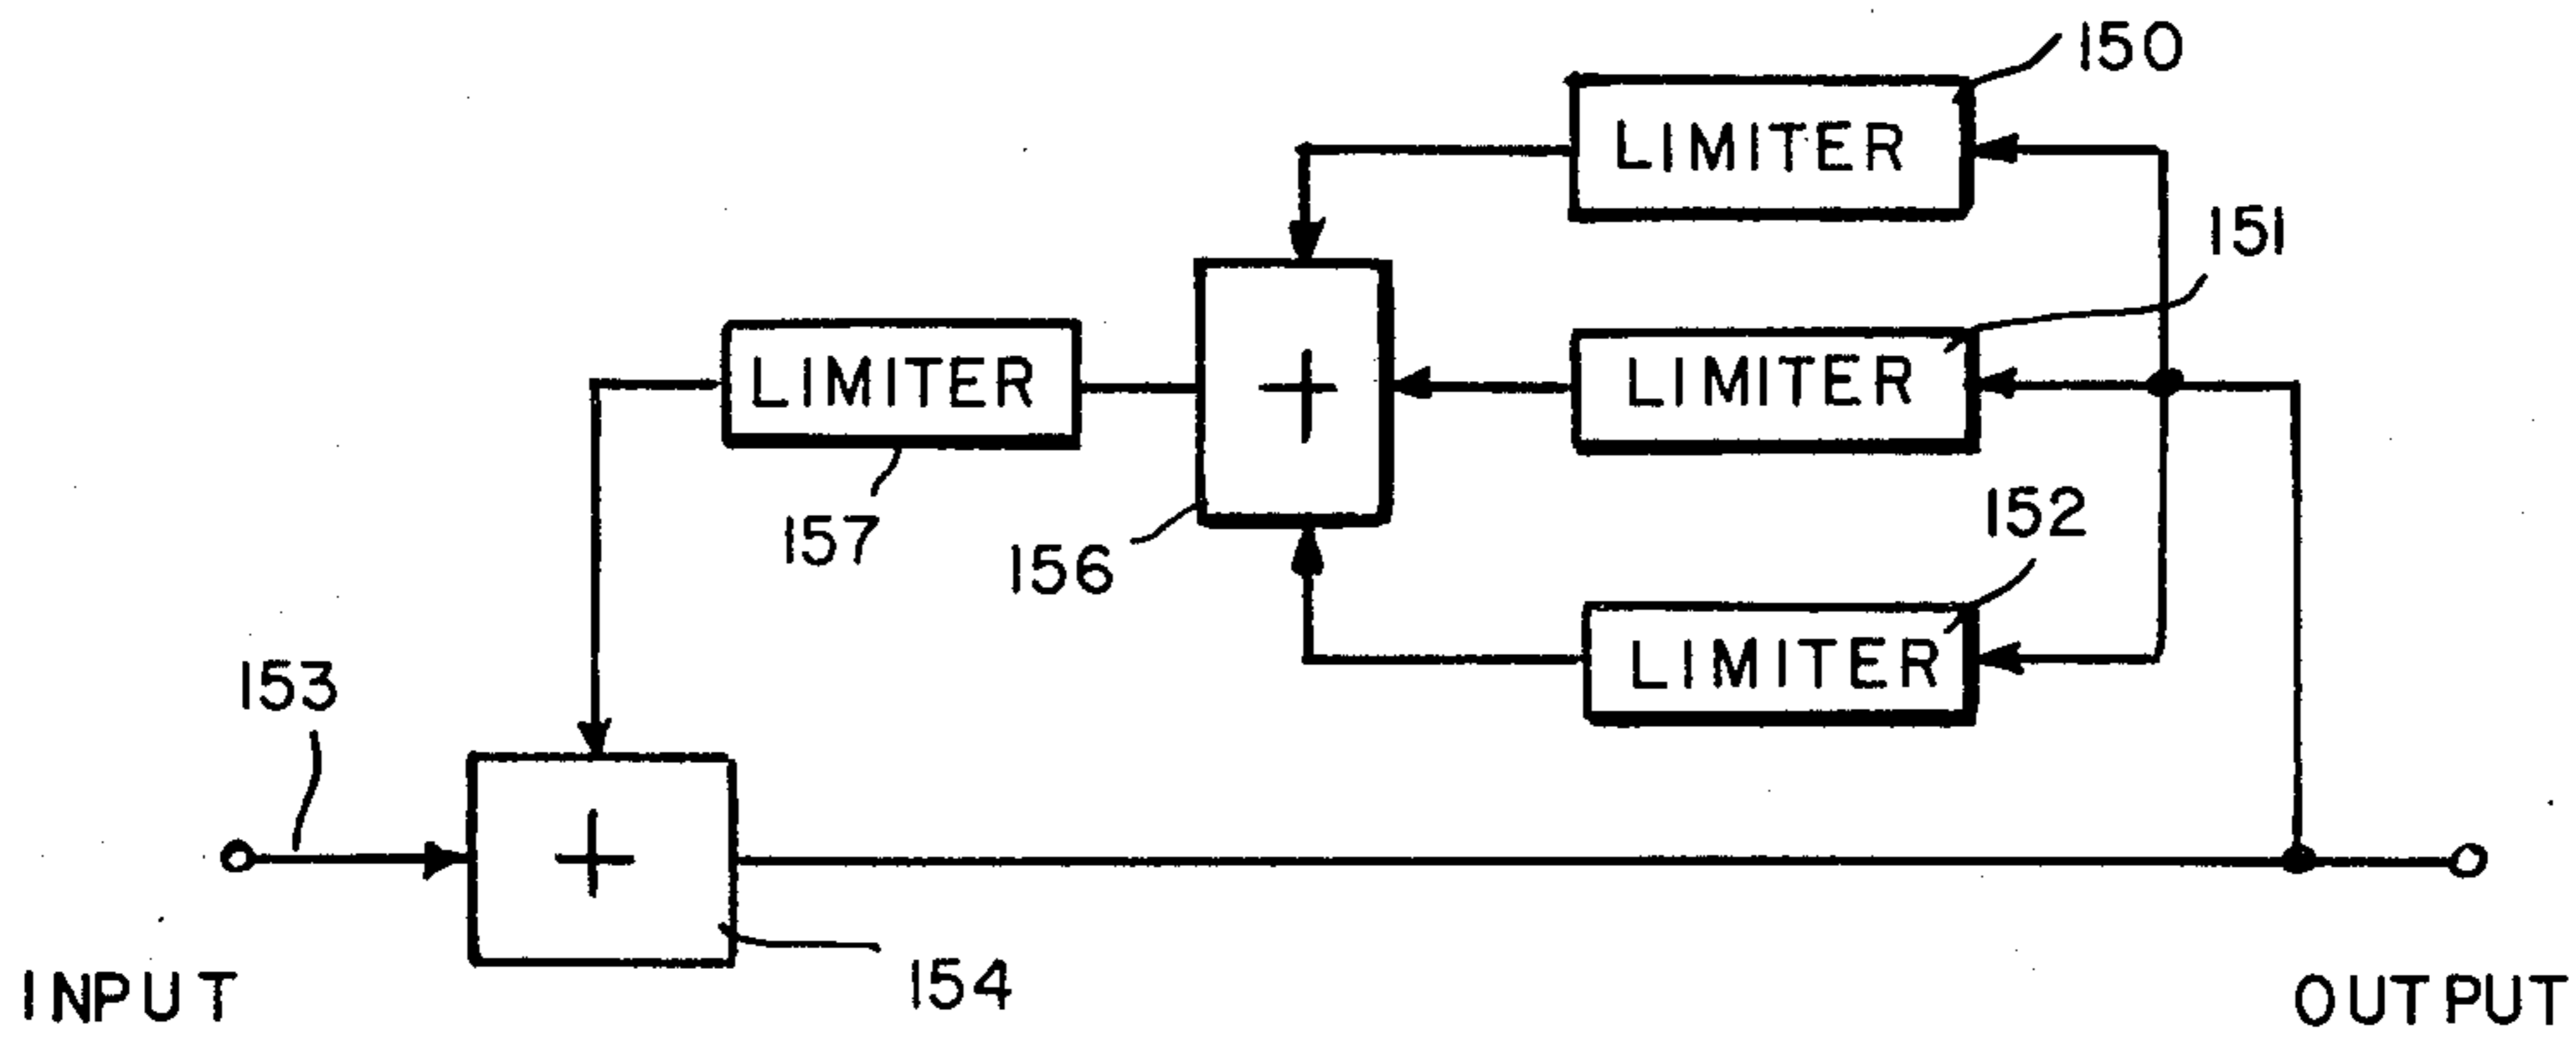 150
LIMITER
151
LIMITER
LIMITER
+
152
157
156
LIMITER
153
+
154
INPUT
OUTPUT